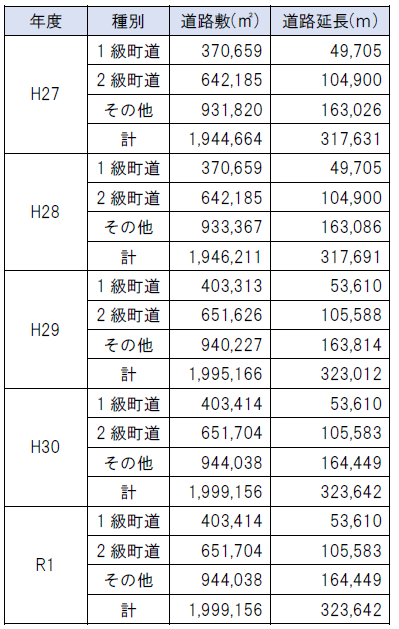 年度 種別 道路敷(㎡) 道路延長(m)
H27 1級町道 370,659 49,705
2級町道 642,185 104,900
その他 931,820 163,026
計 1,944,664 317,631
H28 1級町道 370,659 49,705
2級町道 642,185 104,900
その他 933,367 163,086
計 1,946,211 317,691
H29 1級町道 403,313 53,610
2級町道 651,626 105,588
その他 940,227 163,814
計 1,995,166 323,012
H30 1級町道 403,414 53,610
2級町道 651,704 105,583
その他 944,038 164,449
計 1,999,156 323,642
R1 1級町道 403,414 53,610
2級町道 651,704 105,583
その他 944,038 164,449
計 1,999,156 323,642